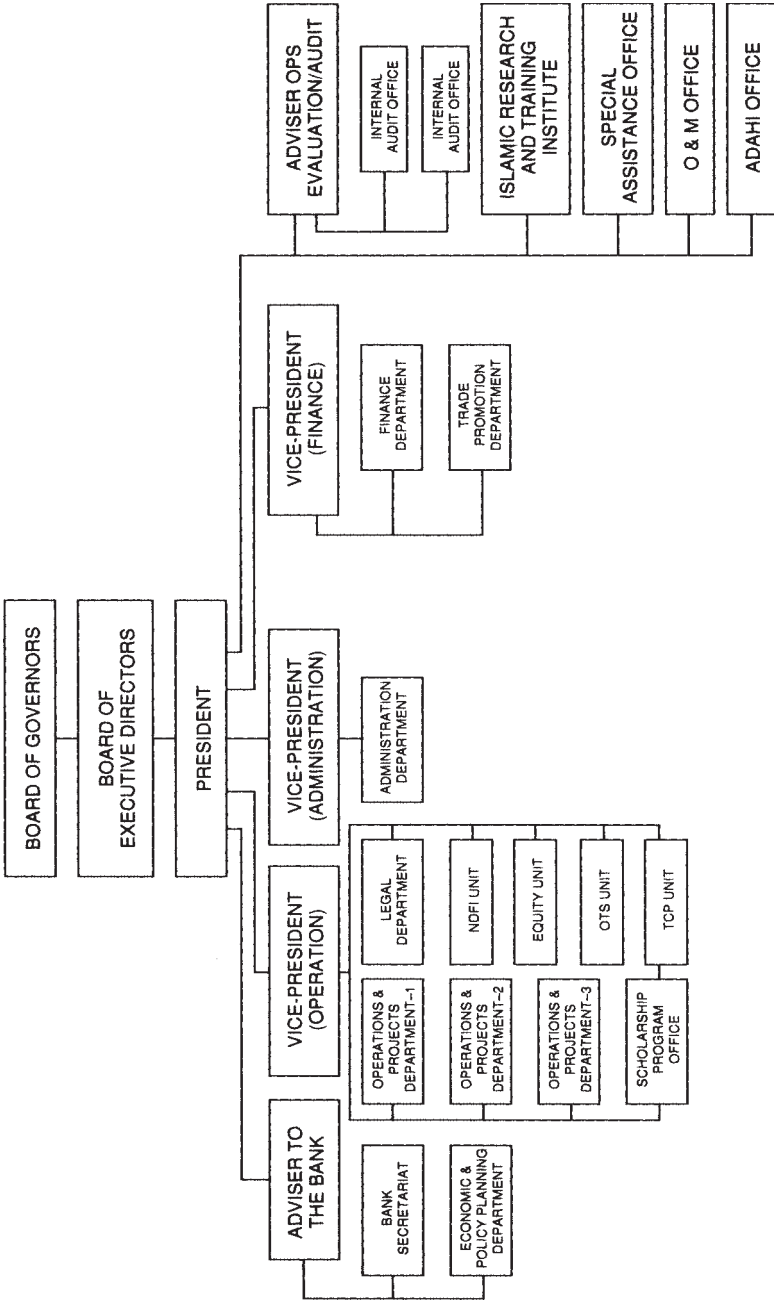 BOARD OF GOVERNORS
BOARD OF
EXECUTIVE DIRECTORS
PRESIDENT
ADVISER TO
THE BANK
BANK
SECRETARIAT
ECONOMIC &
POLICY PLANNING
DEPARTMENT
VICE-PRESIDENT
(OPERATION)
OPERATIONS &
PROJECTS
DEPARTMENT-1
OPERATIONS &
PROJECTS
DEPARTMENT-2
OPERATIONS &
PROJECTS
DEPARTMENT-3
SCHOLARSHIP
PROGRAM
OFFICE
LEGAL
DEPARTMENT
NDFI UNIT
EQUITY UNIT
OTS UNIT
TCP UNIT
VICE-PRESIDENT
(ADMINISTRATION)
ADMINISTRATION
DEPARTMENT
VICE-PRESIDENT
(FINANCE)
FINANCE
DEPARTMENT
TRADE
PROMOTION
DEPARTMENT
ADVISER OPS
EVALUATION/AUDIT
INTERNAL
AUDIT OFFICE
INTERNAL
AUDIT OFFICE
ISLAMIC RESEARCH
AND TRAINING
INSTITUTE
SPECIAL
ASSISTANCE OFFICE
O & M OFFICE
ADAHI OFFICE